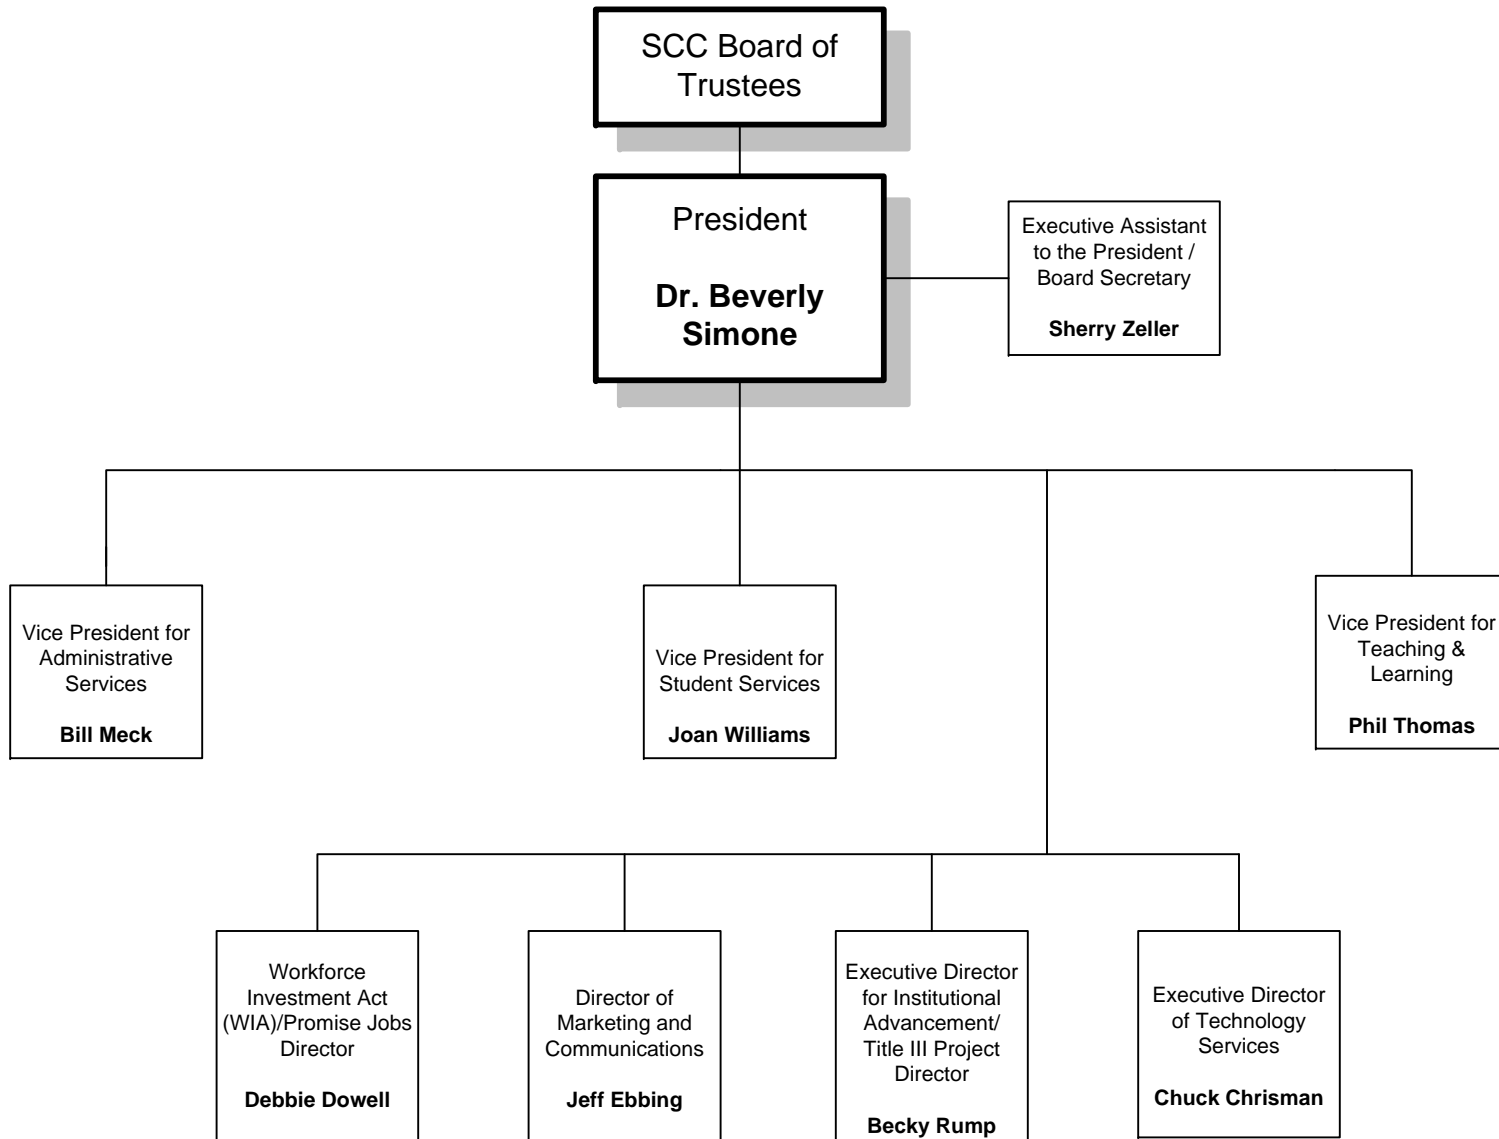 SCC Board of
Trustees
President
Dr. Beverly
Simone
Executive Assistant
to the President /
Board Secretary
Sherry Zeller
Vice President for
Administrative
Services
Bill Meck
Vice President for
Student Services
Joan Williams
Vice President for
Teaching &
Learning
Phil Thomas
Workforce
Investment Act
(WIA)/Promise Jobs
Director
Debbie Dowell
Director of
Marketing and
Communications
Jeff Ebbing
Executive Director
for Institutional
Advancement/
Title III Project
Director
Becky Rump
Executive Director
of Technology
Services
Chuck Chrisman